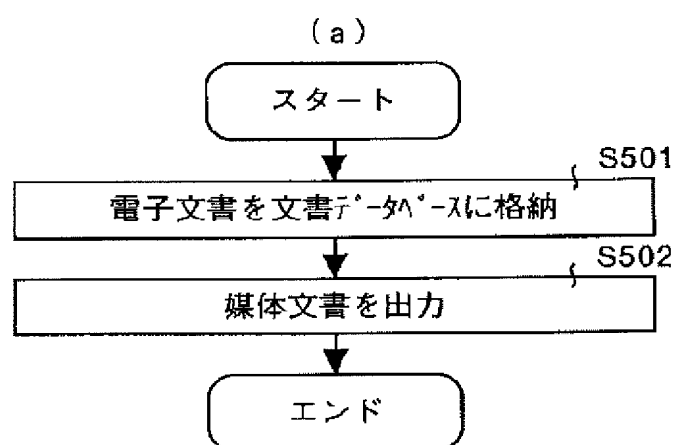 (a)
スタート
S501
電子文書を文書ﾃﾞｰﾀﾍﾞｰｽに格納
S502
媒体文書を出力
エンド